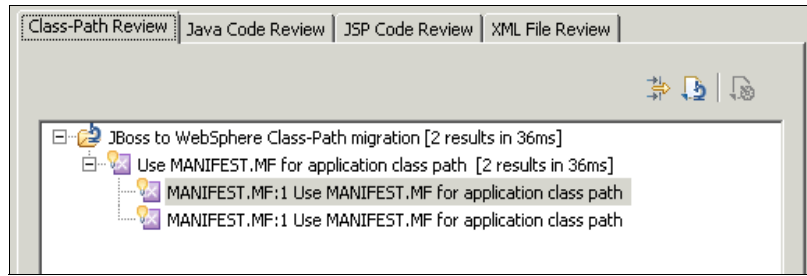 Class-Path Review Java Code Review JSP Code Review XML File Review
JBoss to WebSphere Class-Path migration [2 results in 36ms]
Use MANIFEST.MF for application class path [2 results in 36ms]
MANIFEST.MF:1 Use MANIFEST.MF for application class path
MANIFEST.MF:1 Use MANIFEST.MF for application class path